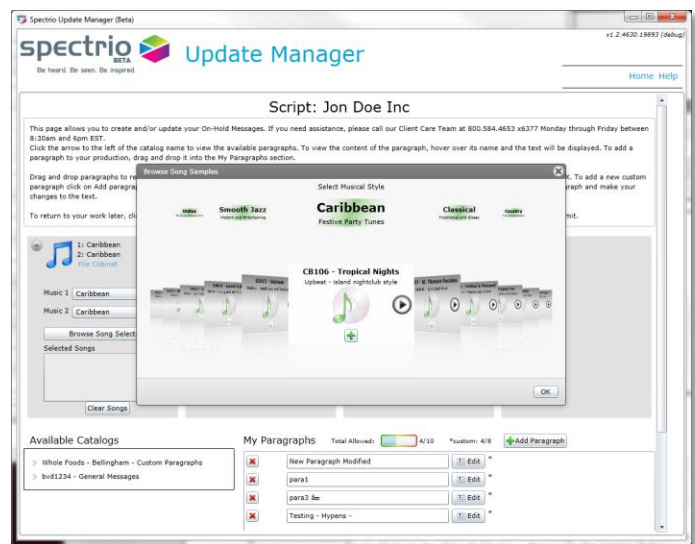 Spectrio Update Manager (Beta)
v1.2.4630.19893 (debug)
spectrio
BETA
Be heard. Be seen. Be inspired.
Update Manager
Home Help
Script: Jon Doe Inc
This page allows you to create and/or update your On-Hold Messages. If you need assistance, please call our Client Care Team at 800.584.4653 x6377 Monday through Friday between
8:30am and 6pm EST.
Click the arrow to the left of the catalog name to view the available paragraphs. To view the content of the paragraph, hover over its name and the text will be displayed. To add a
paragraph to your production, drag and drop it into the My Paragraphs section.
Drag and drop paragraphs to re
X. To add a new custom
paragraph click on Add paragra
graph and make your
changes to the text.
To return to your work later, cli
mit.
Browse Song Samples
Select Musical Style
Oldies
Smooth Jazz
Modern and Entertaining
Caribbean
Festive Party Tunes
Classical
Traditional and Classy
Country
CB106 - Tropical Nights
Upbeat - Island nightclub style
OK
1: Caribbean
2: Caribbean
File Cabinet
Music 1 Caribbean
Music 2 Caribbean
Browse Song Select
Selected Songs
Clear Songs
Available Catalogs
Whole Foods - Bellingham - Custom Paragraphs
bvd1234 - General Messages
My Paragraphs Total Allowed: 4/10 *custom: 4/8 Add Paragraph
New Paragraph Modified Edit *
para1 Edit *
para3 Edit *
Testing - Hypens - Edit *